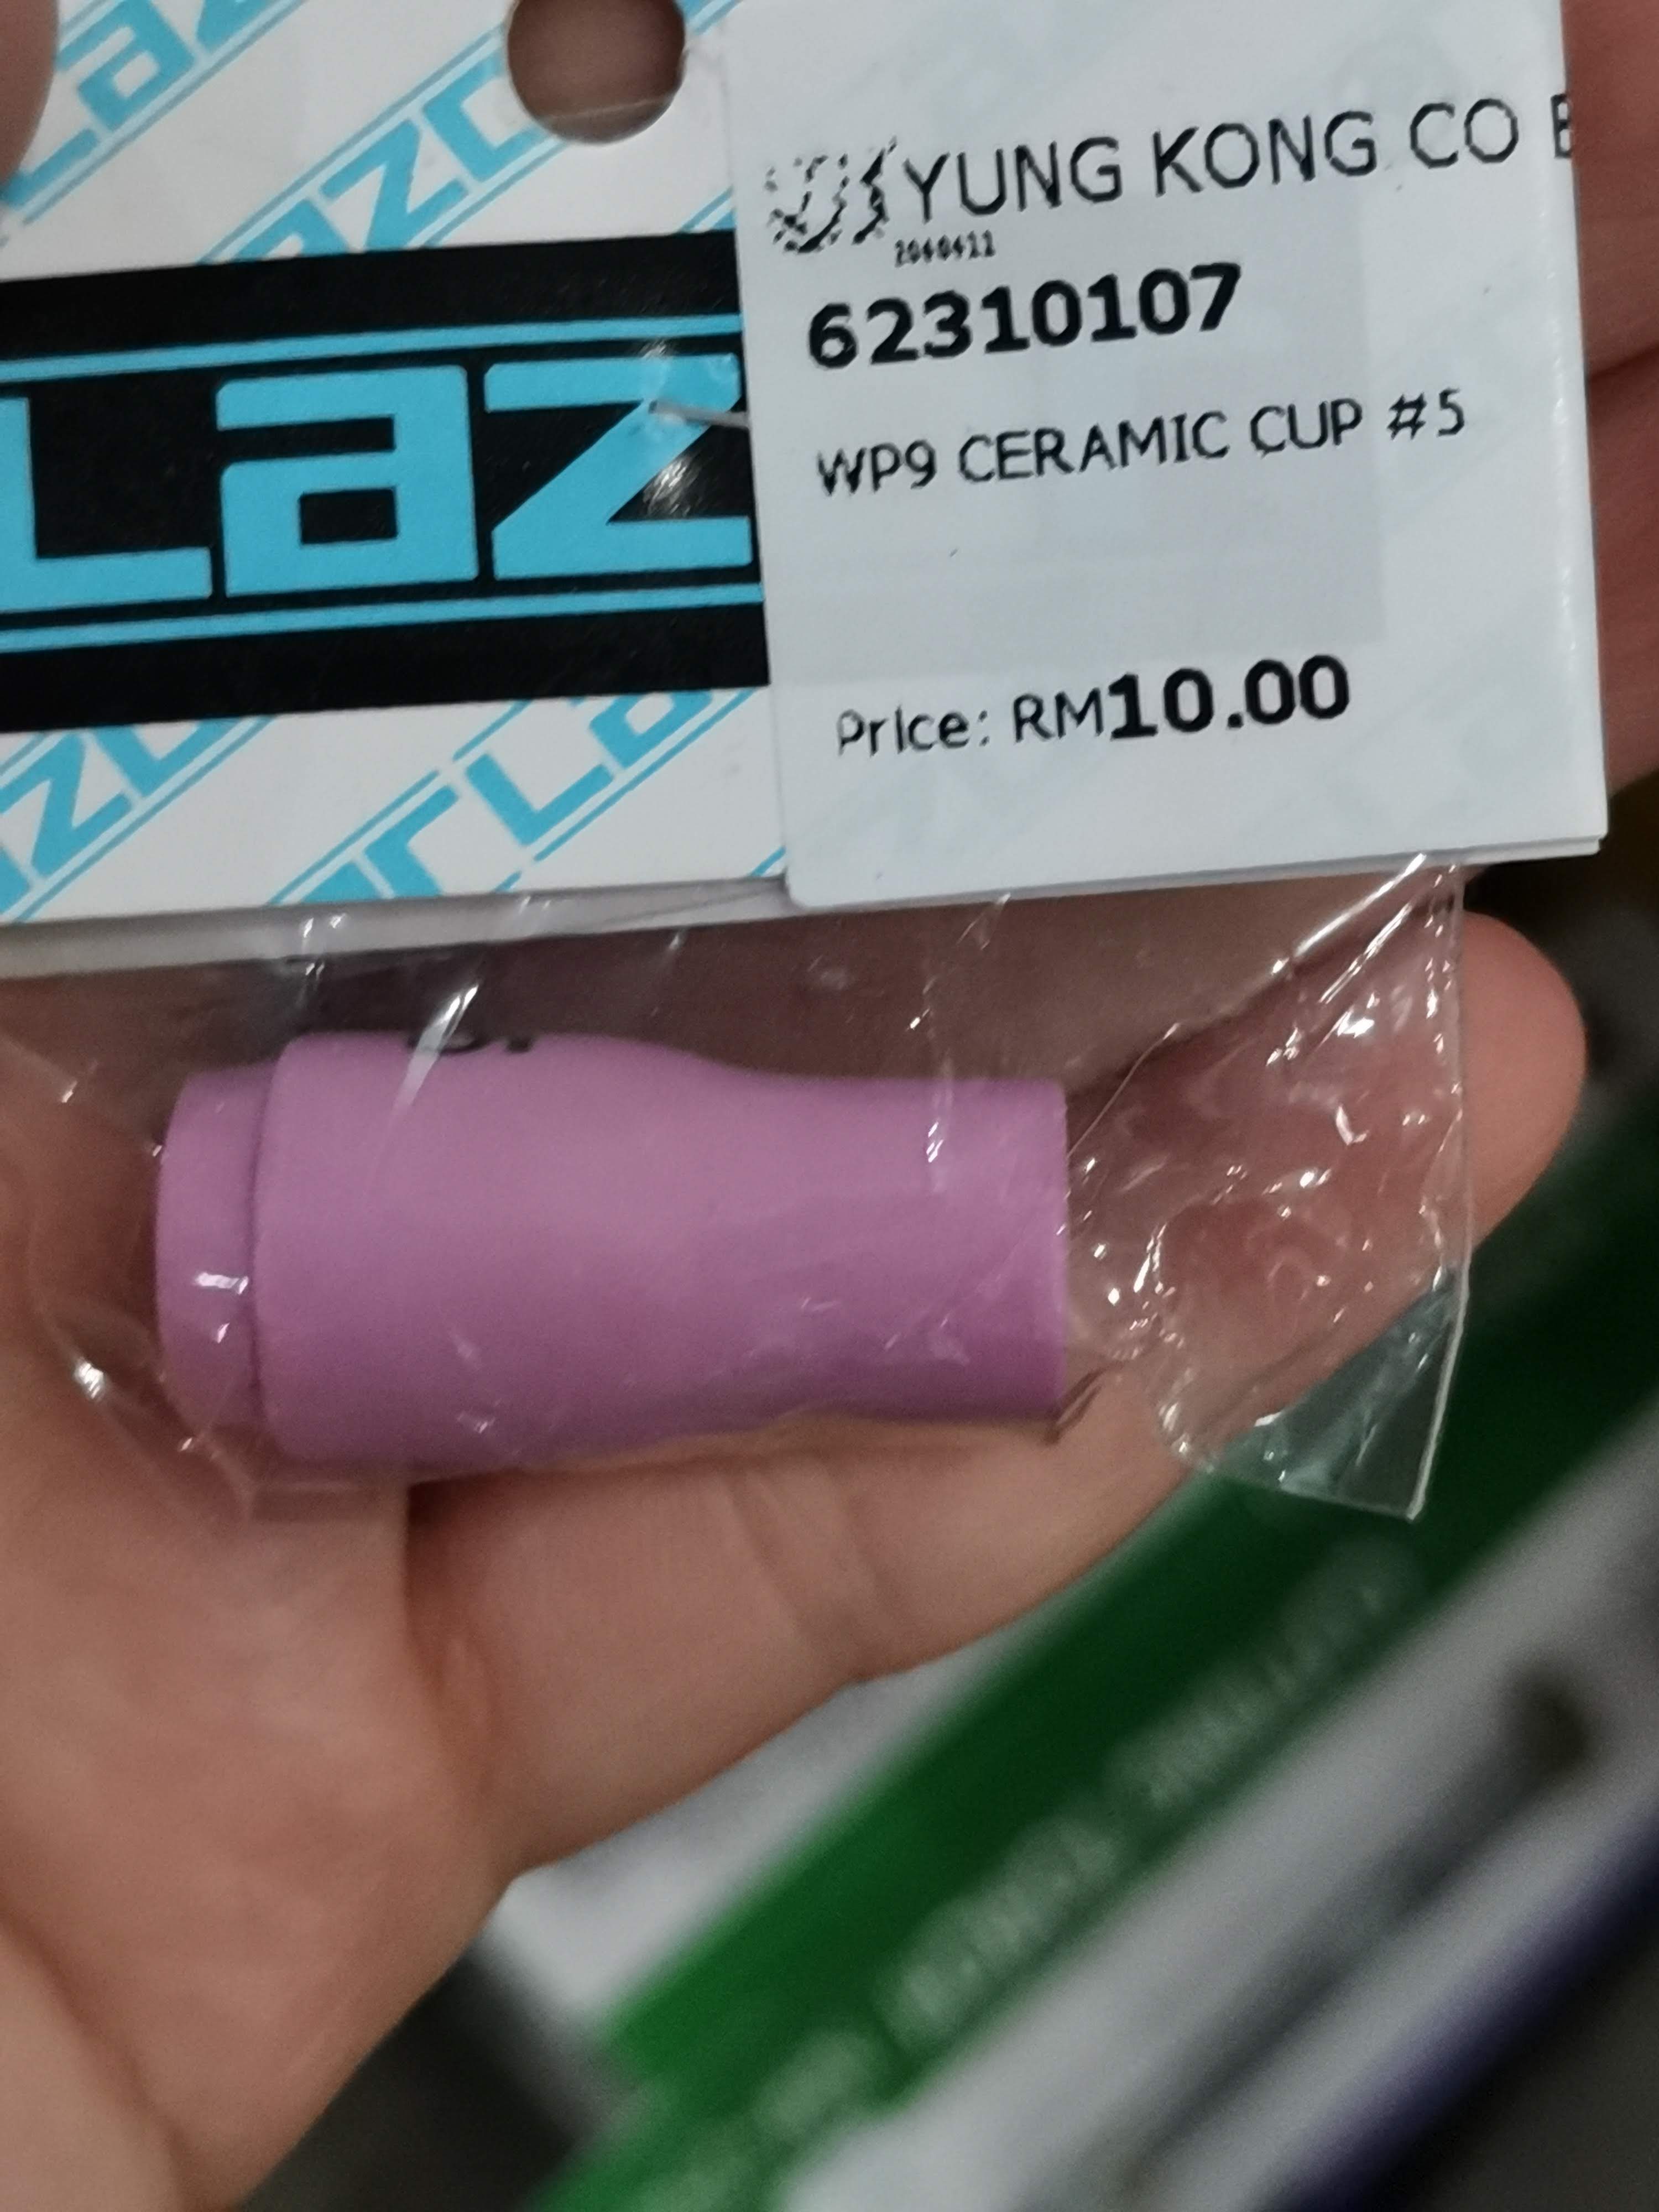 YUNG KONG CO
62310107
WP9 CERAMIC CUP #5
Price: RM10.00
Laz